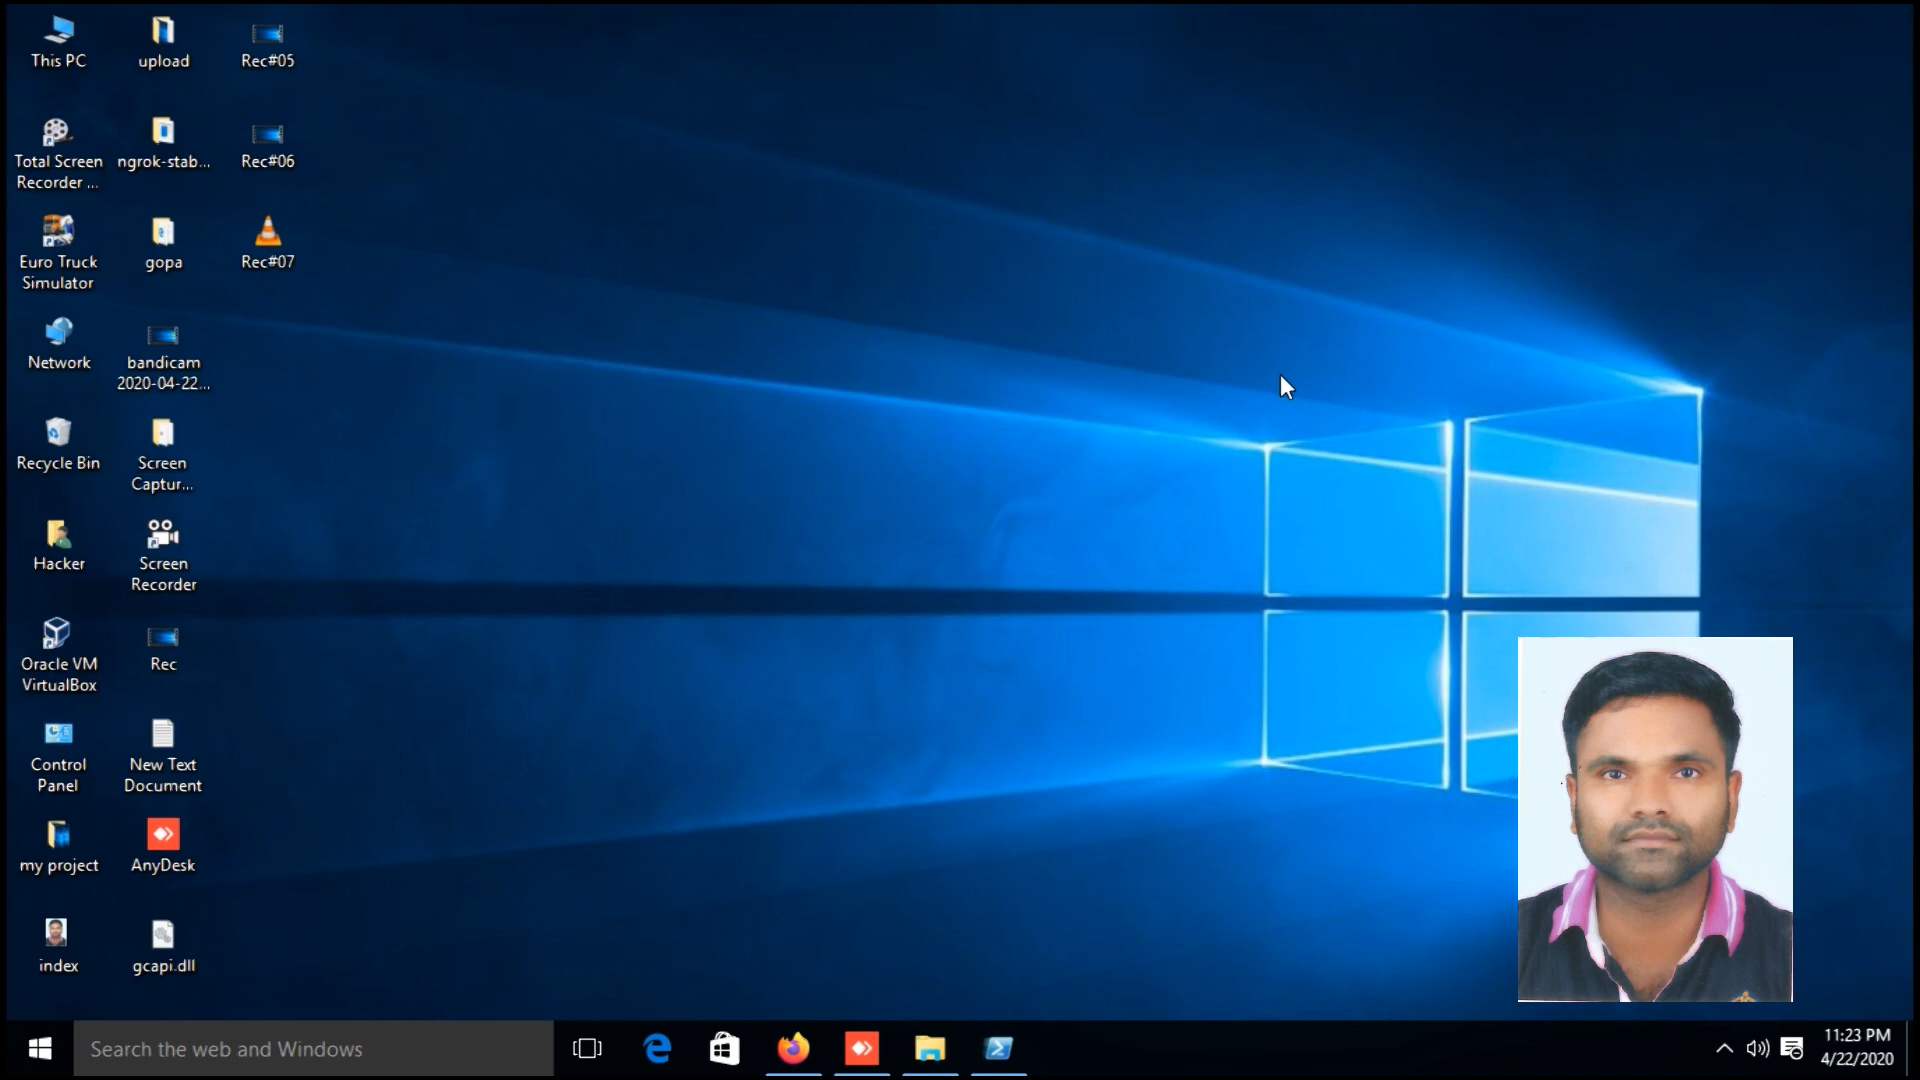 This PC
upload
Rec#05
Total Screen
Recorder ...
ngrok-stab...
Rec#06
Euro Truck
Simulator
gopa
Rec#07
Network
bandicam
2020-04-22...
Recycle Bin
Screen
Captur...
Hacker
Screen
Recorder
Oracle VM
VirtualBox
Rec
Control
Panel
New Text
Document
my project
AnyDesk
index
gcapi.dll
Search the web and Windows
11:23 PM
4/22/2020